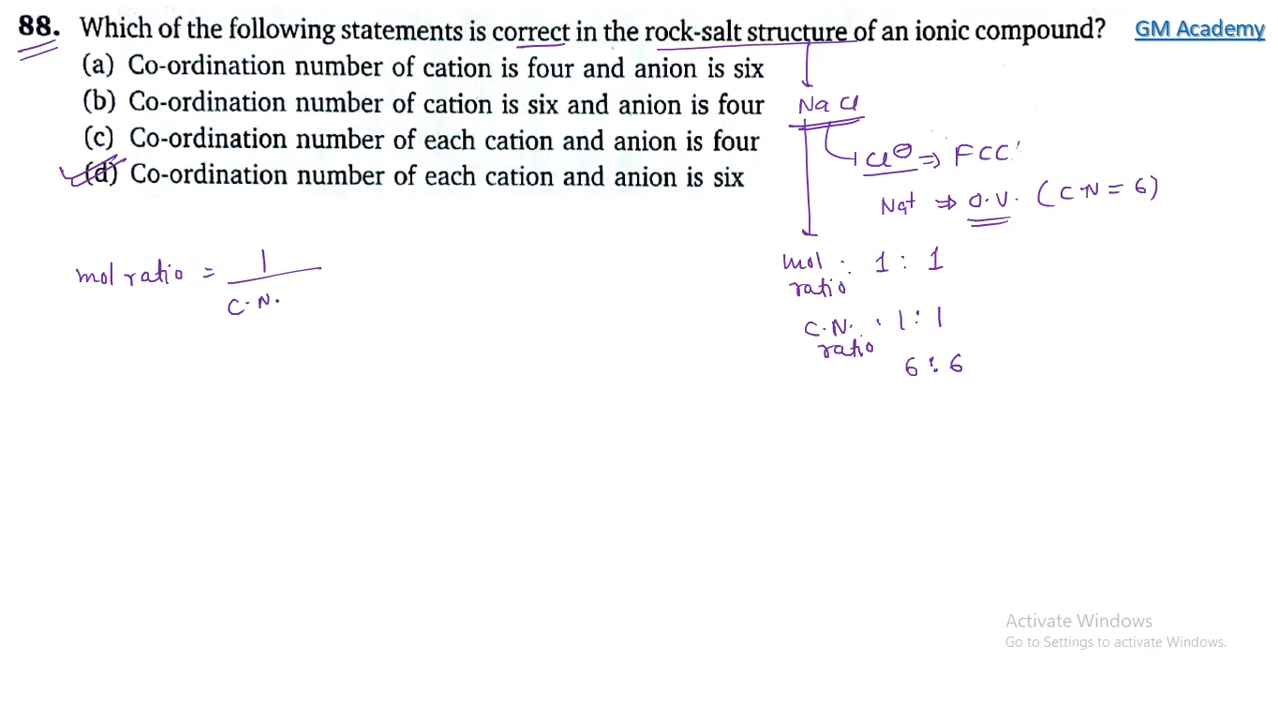 88. Which of the following statements is correct in the rock-salt structure of an ionic compound? GM Academy
(a) Co-ordination number of cation is four and anion is six
(b) Co-ordination number of cation is six and anion is four
(c) Co-ordination number of each cation and anion is four
(d) Co-ordination number of each cation and anion is six
NaCl
Cl⊖ ⇒ FCC
Na+ ⇒ O.V. (C·N = 6)
mol ratio = 1
C.N.
mol : 1 : 1
ratio
C.N. : 1 : 1
ratio
6 : 6
Activate Windows
Go to Settings to activate Windows.